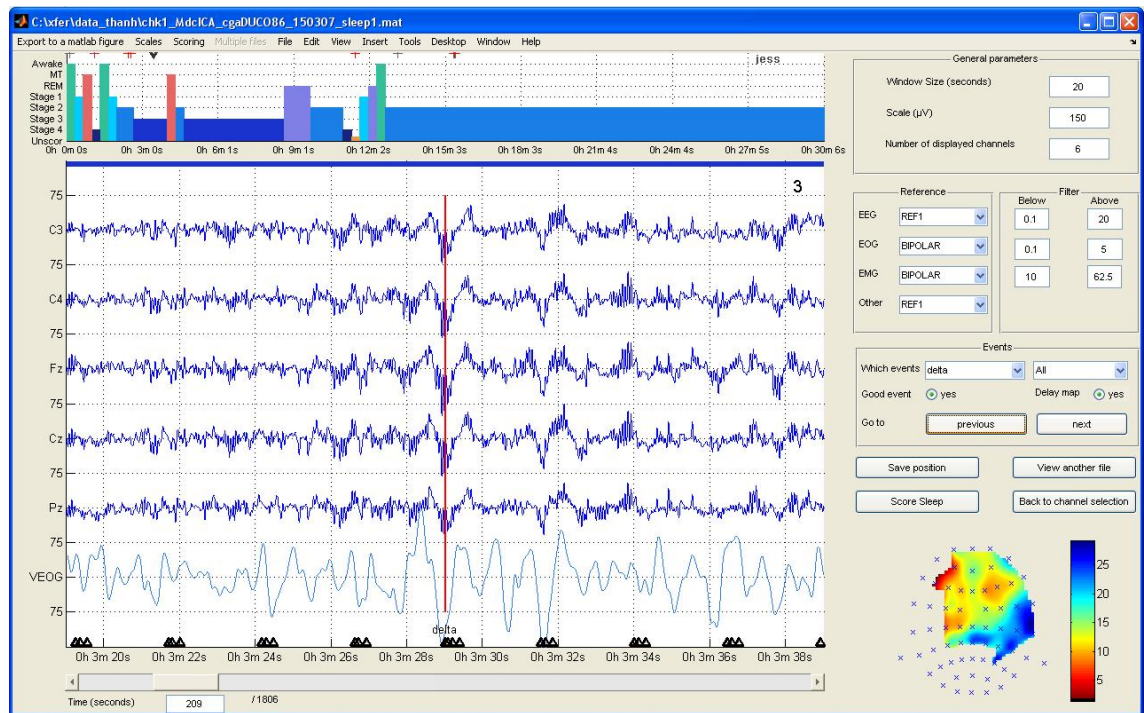 C:\xfer\data_thanh\chk1_MdcICA_cgaDUCO86_150307_sleep1.mat
Export to a matlab figure Scales Scoring Multiple files File Edit View Insert Tools Desktop Window Help
jess
Awake
MT
REM
Stage 1
Stage 2
Stage 3
Stage 4
Unscor
0h 0m 0s 0h 3m 0s 0h 6m 1s 0h 9m 1s 0h 12m 2s 0h 15m 3s 0h 18m 3s 0h 21m 4s 0h 24m 4s 0h 27m 5s 0h 30m 6s
3
75
C3
75
C4
75
Fz
75
Cz
75
Pz
75
VEOG
75
delta
0h 3m 20s 0h 3m 22s 0h 3m 24s 0h 3m 26s 0h 3m 28s 0h 3m 30s 0h 3m 32s 0h 3m 34s 0h 3m 36s 0h 3m 38s
Time (seconds) 209 / 1806
General parameters
Window Size (seconds) 20
Scale (µV) 150
Number of displayed channels 6
Reference
EEG REF1
EOG BIPOLAR
EMG BIPOLAR
Other REF1
Filter
Below Above
0.1 20
0.1 5
10 62.5
Events
Which events delta All
Good event yes Delay map yes
Go to previous next
Save position View another file
Score Sleep Back to channel selection
25
20
15
10
5